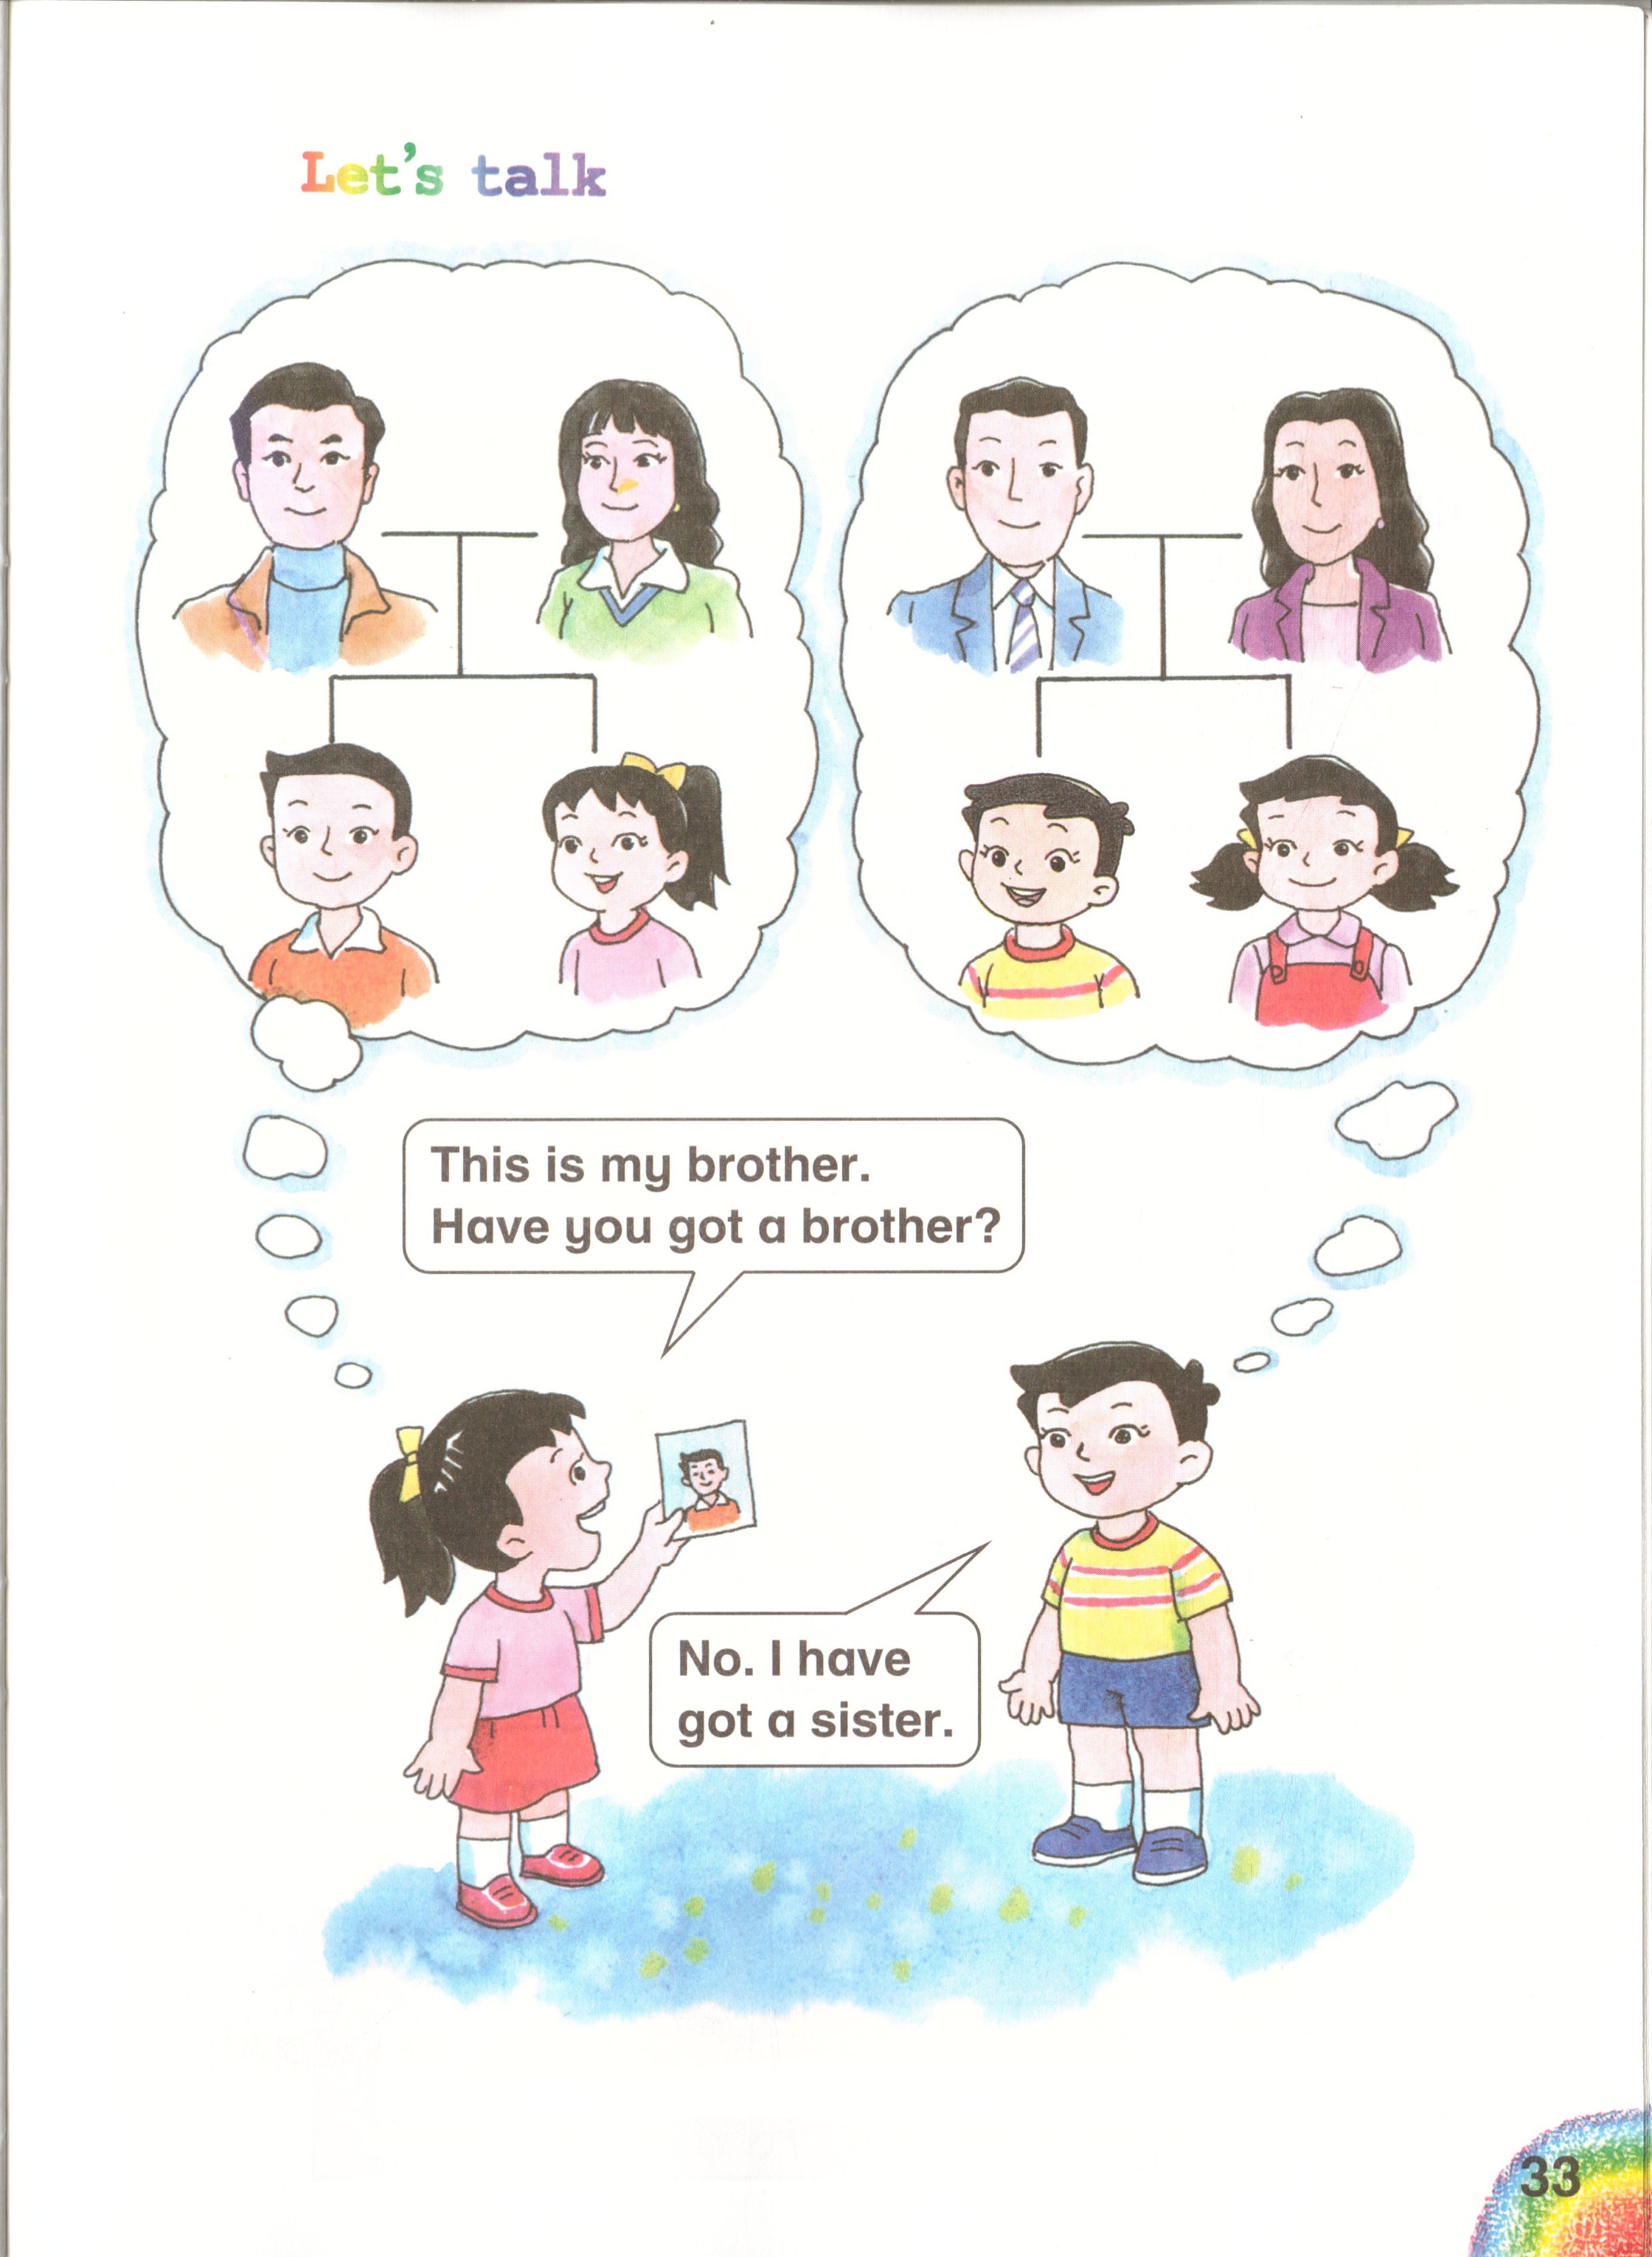 Let's talk
This is my brother.
Have you got a brother?
No. I have
got a sister.
33